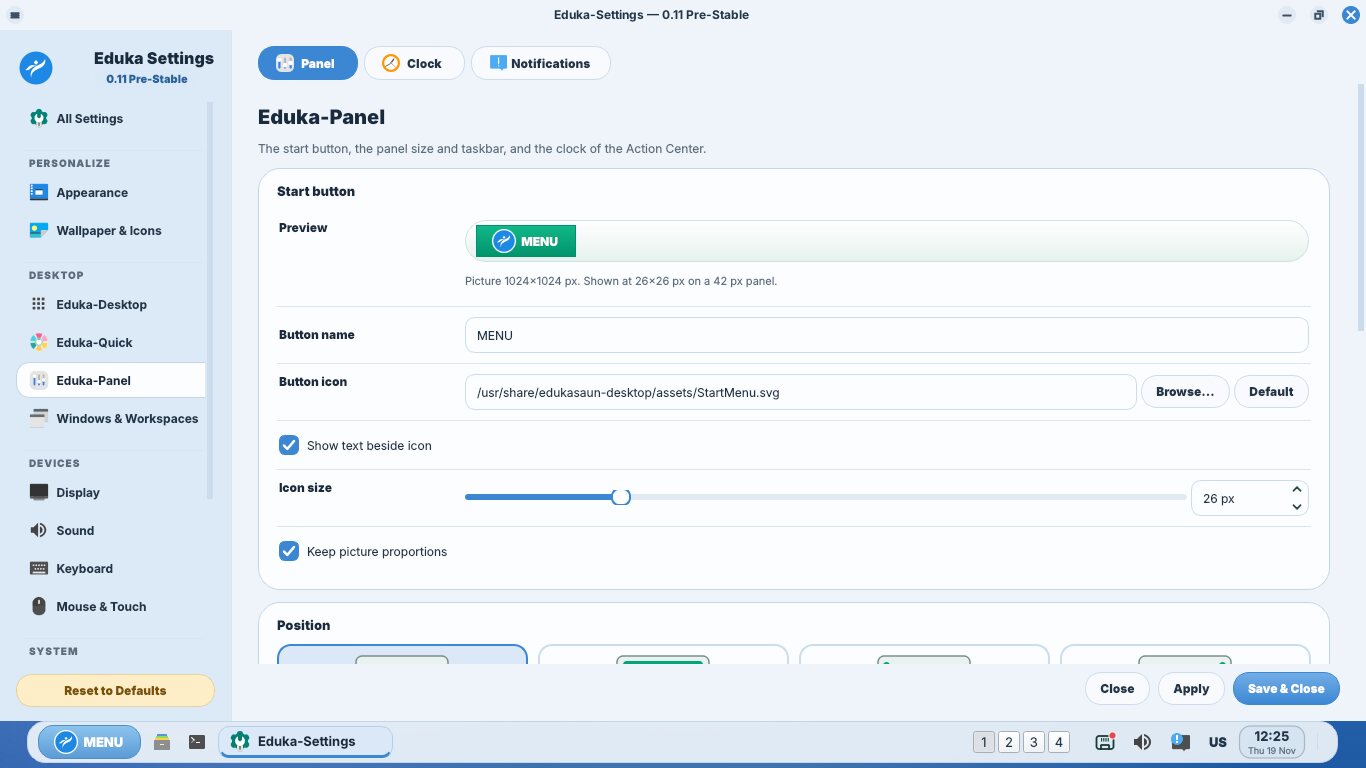 Eduka-Settings — 0.11 Pre-Stable
Eduka Settings
0.11 Pre-Stable
All Settings
PERSONALIZE
Appearance
Wallpaper & Icons
DESKTOP
Eduka-Desktop
Eduka-Quick
Eduka-Panel
Windows & Workspaces
DEVICES
Display
Sound
Keyboard
Mouse & Touch
SYSTEM
Reset to Defaults
Panel
Clock
Notifications
Eduka-Panel
The start button, the panel size and taskbar, and the clock of the Action Center.
Start button
Preview
MENU
Picture 1024×1024 px. Shown at 26×26 px on a 42 px panel.
Button name
MENU
Button icon
/usr/share/edukasaun-desktop/assets/StartMenu.svg
Browse...
Default
Show text beside icon
Icon size
26 px
Keep picture proportions
Position
Close
Apply
Save & Close
MENU
Eduka-Settings
1 2 3 4
US
12:25
Thu 19 Nov